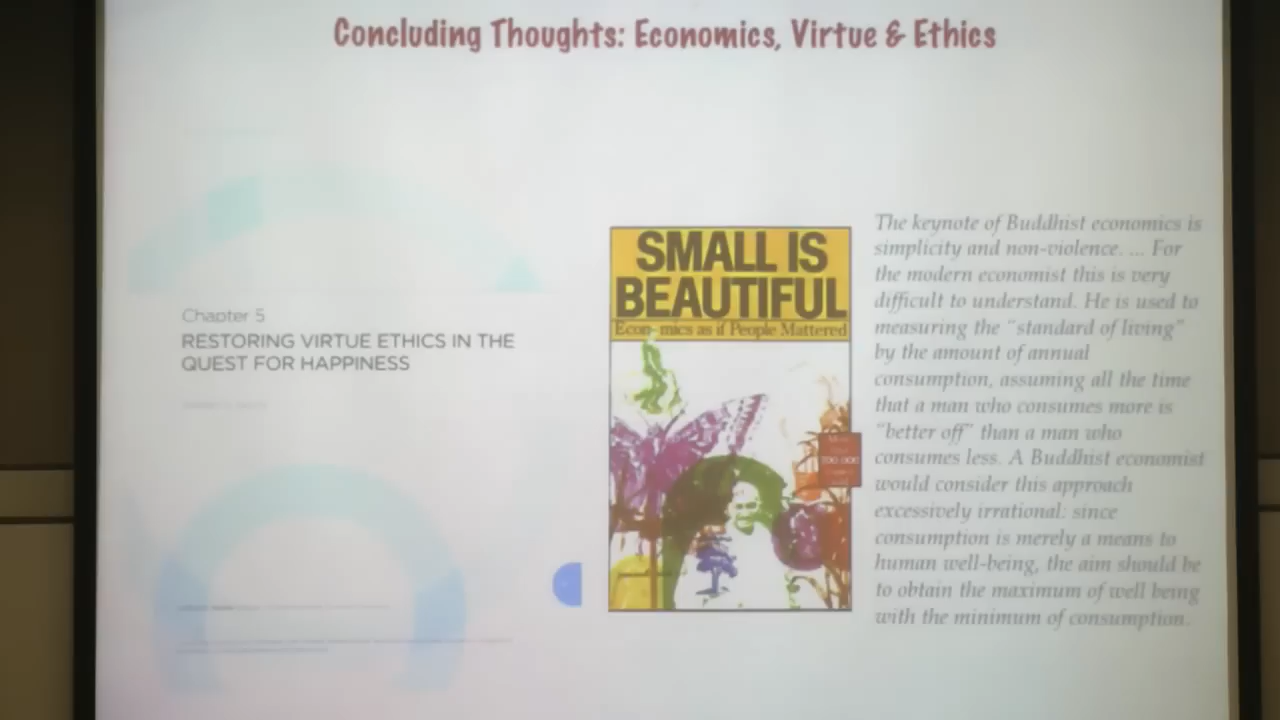 Concluding Thoughts: Economics, Virtue & Ethics
Chapter 5
RESTORING VIRTUE ETHICS IN THE
QUEST FOR HAPPINESS
SMALL IS
BEAUTIFUL
Economics as if People Mattered
The keynote of Buddhist economics is
simplicity and non-violence. ... For
the modern economist this is very
difficult to understand. He is used to
measuring the "standard of living"
by the amount of annual
consumption, assuming all the time
that a man who consumes more is
"better off" than a man who
consumes less. A Buddhist economist
would consider this approach
excessively irrational: since
consumption is merely a means to
human well-being, the aim should be
to obtain the maximum of well being
with the minimum of consumption.